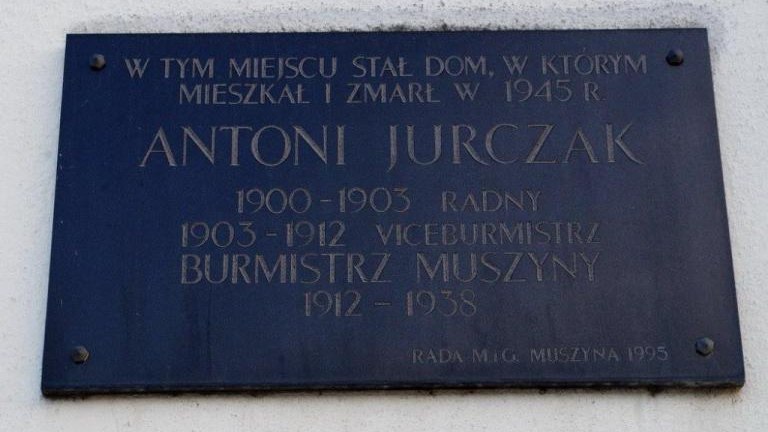 W TYM MIEJSCU STAŁ DOM, W KTÓRYM
MIESZKAŁ I ZMARŁ W 1945 R.
ANTONI JURCZAK
1900 - 1903 RADNY
1903 - 1912 VICEBURMISTRZ
BURMISTRZ MUSZYNY
1912 - 1938
RADA M i G. MUSZYNA 1995